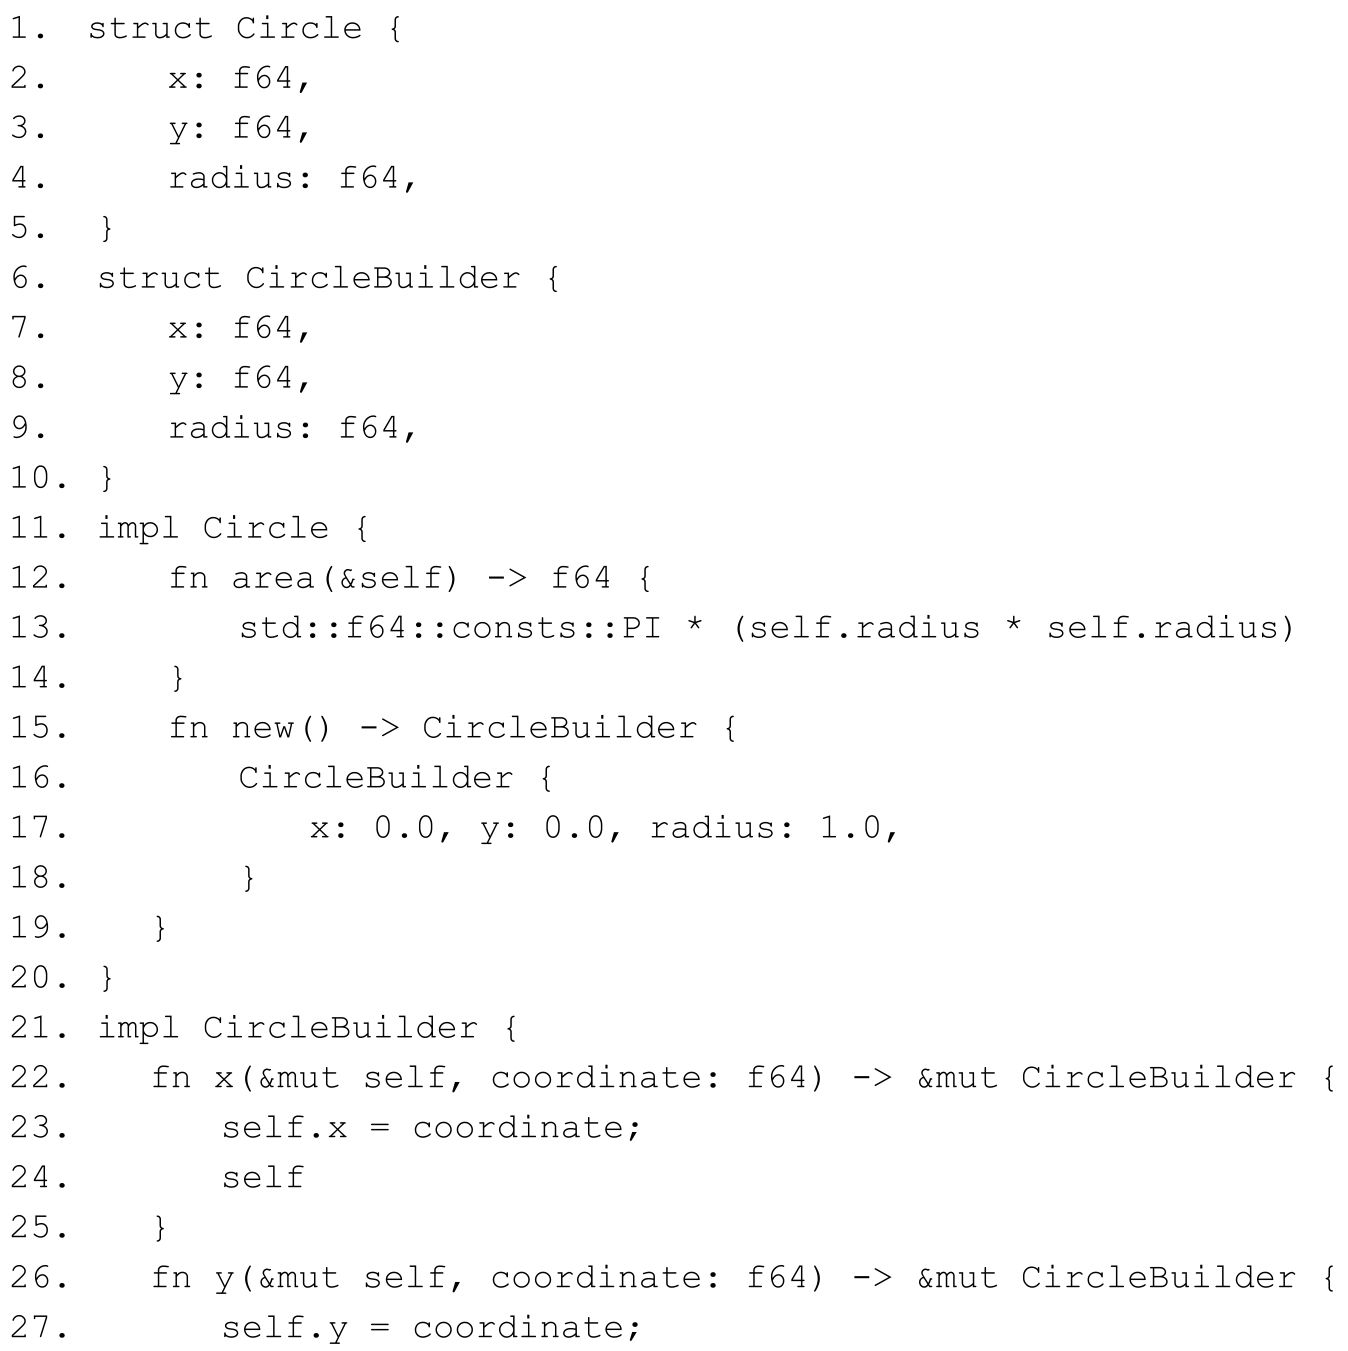 1. struct Circle {
2.     x: f64,
3.     y: f64,
4.     radius: f64,
5. }
6. struct CircleBuilder {
7.     x: f64,
8.     y: f64,
9.     radius: f64,
10. }
11. impl Circle {
12.     fn area(&self) -> f64 {
13.         std::f64::consts::PI * (self.radius * self.radius)
14.     }
15.     fn new() -> CircleBuilder {
16.         CircleBuilder {
17.             x: 0.0, y: 0.0, radius: 1.0,
18.         }
19.    }
20. }
21. impl CircleBuilder {
22.    fn x(&mut self, coordinate: f64) -> &mut CircleBuilder {
23.        self.x = coordinate;
24.        self
25.    }
26.    fn y(&mut self, coordinate: f64) -> &mut CircleBuilder {
27.        self.y = coordinate;